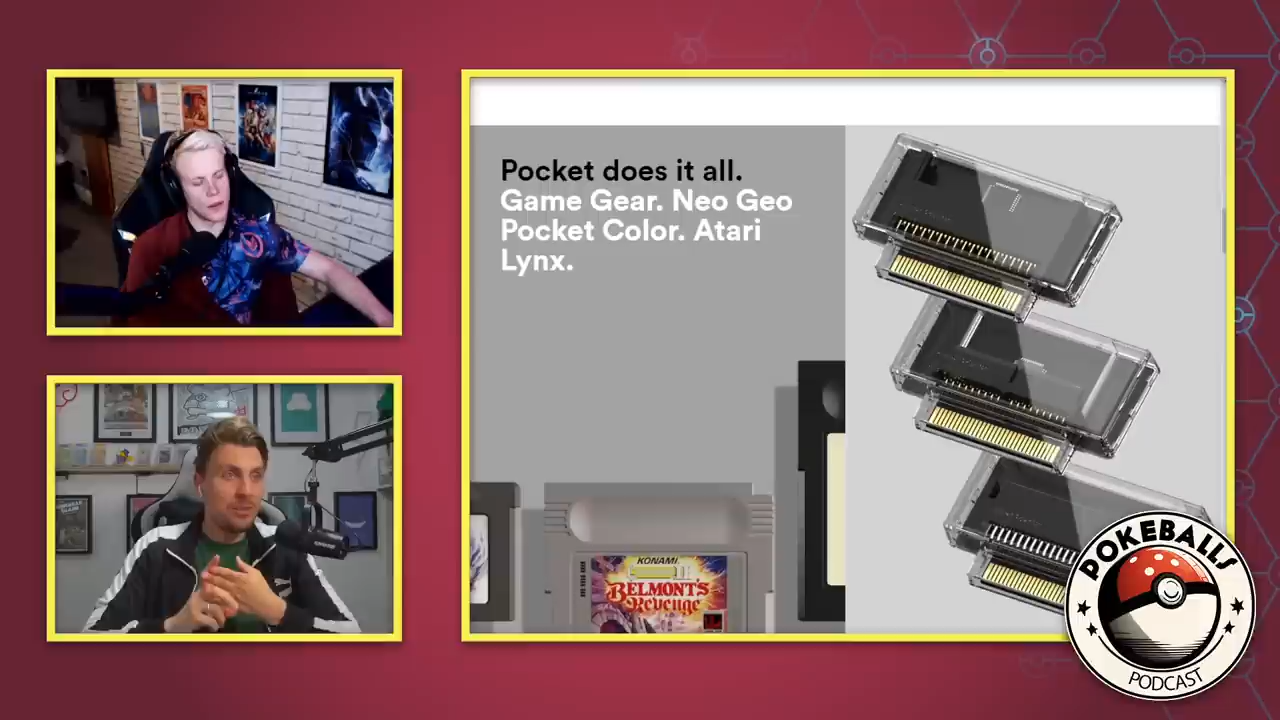 Pocket does it all.
Game Gear. Neo Geo
Pocket Color. Atari
Lynx.
KONAMI
BELMONT'S
Revenge
POKEBALLS
PODCAST